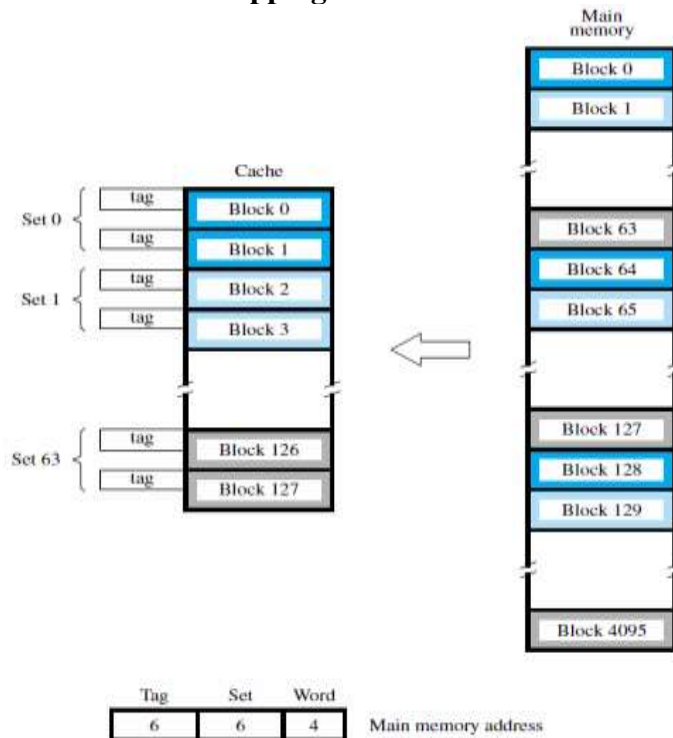 pping
Main
memory
Block 0
Block 1
Cache
tag
Set 0
Block 0
tag
Block 1
Block 63
tag
Set 1
Block 2
Block 64
tag
Block 3
Block 65
tag
Set 63
Block 126
Block 127
tag
Block 127
Block 128
Block 129
Block 4095
Tag Set Word
6 6 4 Main memory address